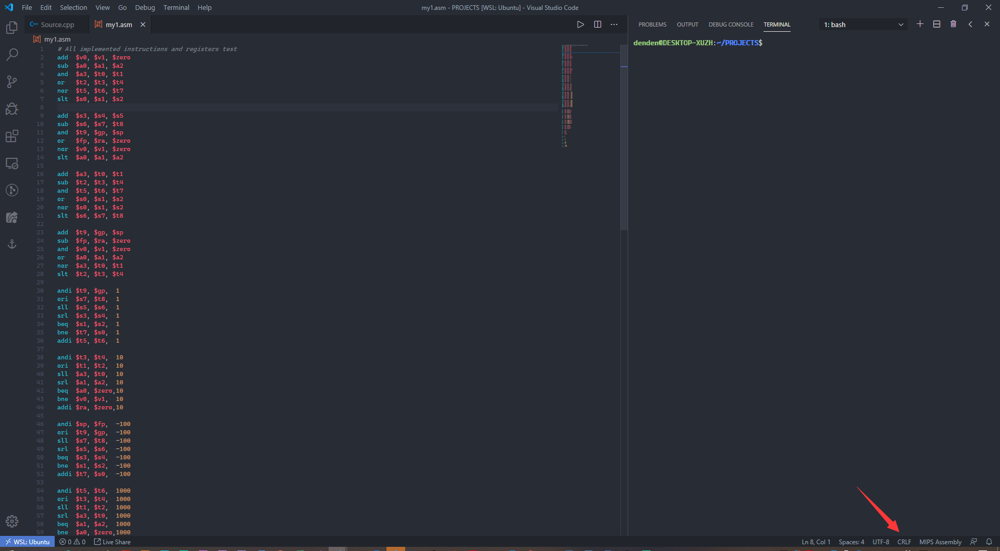 File Edit Selection View Go Debug Terminal Help
my1.asm - PROJECTS [WSL: Ubuntu] - Visual Studio Code
Source.cpp
my1.asm
my1.asm
1 # All implemented instructions and registers test
2 add $v0, $v1, $zero
3 sub $a0, $a1, $a2
4 and $a3, $t0, $t1
5 or $t2, $t3, $t4
6 nor $t5, $t6, $t7
7 slt $s0, $s1, $s2
8
9 add $s3, $s4, $s5
10 sub $s6, $s7, $t8
11 and $t9, $gp, $sp
12 or $fp, $ra, $zero
13 nor $v0, $v1, $zero
14 slt $a0, $a1, $a2
15
16 add $a3, $t0, $t1
17 sub $t2, $t3, $t4
18 and $t5, $t6, $t7
19 or $s0, $s1, $s2
20 nor $s0, $s1, $s2
21 slt $s6, $s7, $t8
22
23 add $t9, $gp, $sp
24 sub $fp, $ra, $zero
25 and $v0, $v1, $zero
26 or $a0, $a1, $a2
27 nor $a3, $t0, $t1
28 slt $t2, $t3, $t4
29
30 andi $t9, $gp, 1
31 ori $s7, $t8, 1
32 sll $s5, $s6, 1
33 srl $s3, $s4, 1
34 beq $s1, $s2, 1
35 bne $t7, $s0, 1
36 addi $t5, $t6, 1
37
38 andi $t3, $t4, 10
39 ori $t1, $t2, 10
40 sll $a3, $t0, 10
41 srl $a1, $a2, 10
42 beq $a0, $zero,10
43 bne $v0, $v1, 10
44 addi $ra, $zero,10
45
46 andi $sp, $fp, -100
47 ori $t9, $gp, -100
48 sll $s7, $t8, -100
49 srl $s5, $s6, -100
50 beq $s3, $s4, -100
51 bne $s1, $s2, -100
52 addi $t7, $s0, -100
53
54 andi $t5, $t6, 1000
55 ori $t3, $t4, 1000
56 sll $t1, $t2, 1000
57 srl $a3, $t0, 1000
58 beq $a1, $a2, 1000
59 bne $a0, $zero,1000
PROBLEMS OUTPUT DEBUG CONSOLE TERMINAL
1: bash
denden@DESKTOP-XUZH:~/PROJECTS$
WSL: Ubuntu 0 0 Live Share
Ln 8, Col 1 Spaces: 4 UTF-8 CRLF MIPS Assembly